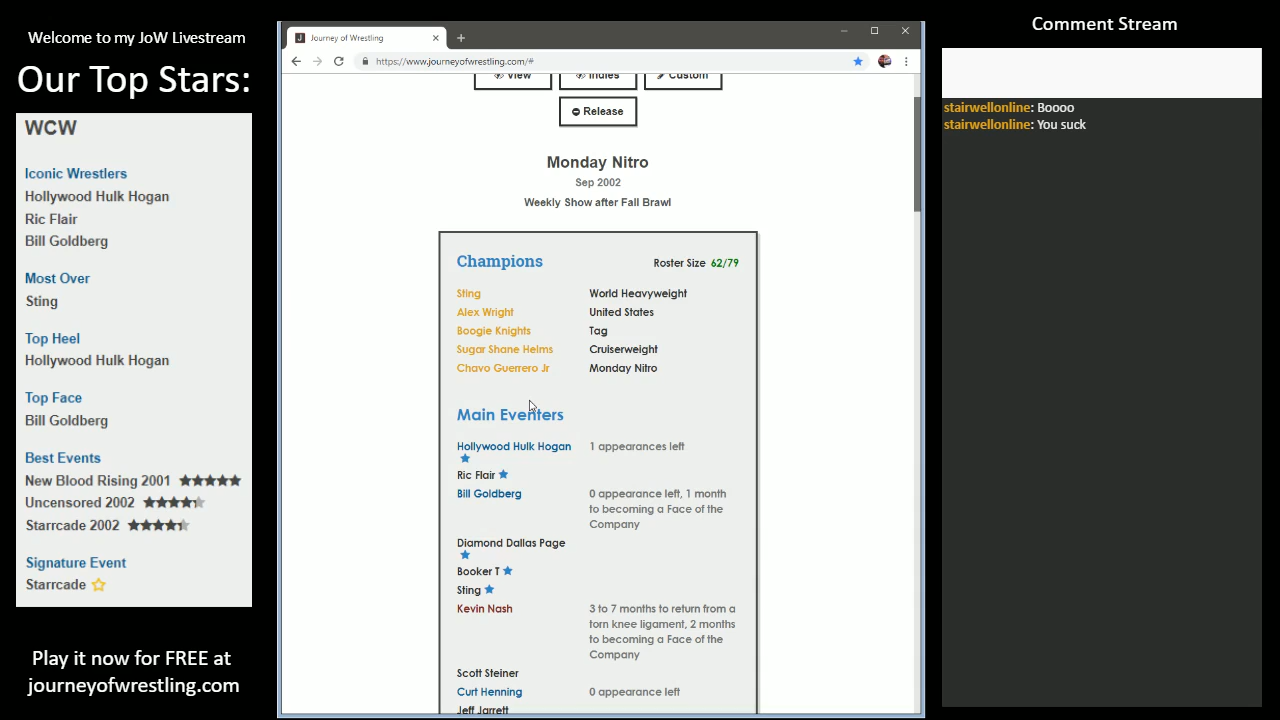 Welcome to my JoW Livestream
Our Top Stars:
WCW
Iconic Wrestlers
Hollywood Hulk Hogan
Ric Flair
Bill Goldberg
Most Over
Sting
Top Heel
Hollywood Hulk Hogan
Top Face
Bill Goldberg
Best Events
New Blood Rising 2001 ★★★★★
Uncensored 2002
Starrcade 2002
Signature Event
Starrcade ☆
Play it now for FREE at
journeyofwrestling.com
Journey of Wrestling
https://www.journeyofwrestling.com/#
View Indies Custom
Release
Monday Nitro
Sep 2002
Weekly Show after Fall Brawl
Champions Roster Size 62/79
Sting World Heavyweight
Alex Wright United States
Boogie Knights Tag
Sugar Shane Helms Cruiserweight
Chavo Guerrero Jr Monday Nitro
Main Eventers
Hollywood Hulk Hogan 1 appearances left
Ric Flair
Bill Goldberg 0 appearance left, 1 month
to becoming a Face of the
Company
Diamond Dallas Page
Booker T
Sting
Kevin Nash 3 to 7 months to return from a
torn knee ligament, 2 months
to becoming a Face of the
Company
Scott Steiner
Curt Henning 0 appearance left
Jeff Jarrett
Comment Stream
stairwellonline: Boooo
stairwellonline: You suck